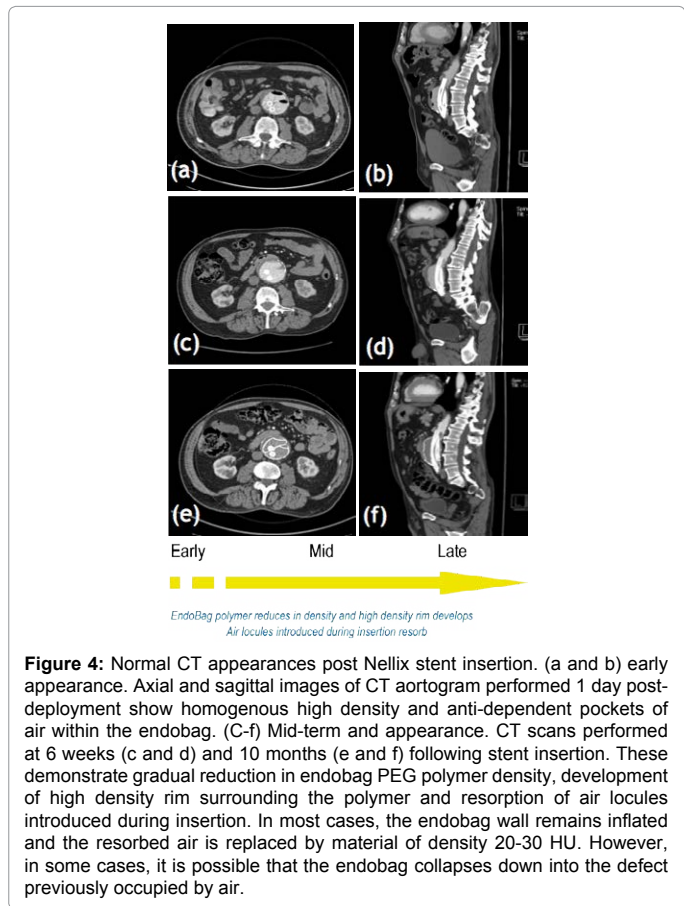 (a)
(b)
(c)
(d)
(e)
(f)
Early Mid Late
EndoBag polymer reduces in density and high density rim develops
Air locules introduced during insertion resorb
Figure 4: Normal CT appearances post Nellix stent insertion. (a and b) early
appearance. Axial and sagittal images of CT aortogram performed 1 day post-
deployment show homogenous high density and anti-dependent pockets of
air within the endobag. (C-f) Mid-term and appearance. CT scans performed
at 6 weeks (c and d) and 10 months (e and f) following stent insertion. These
demonstrate gradual reduction in endobag PEG polymer density, development
of high density rim surrounding the polymer and resorption of air locules
introduced during insertion. In most cases, the endobag wall remains inflated
and the resorbed air is replaced by material of density 20-30 HU. However,
in some cases, it is possible that the endobag collapses down into the defect
previously occupied by air.